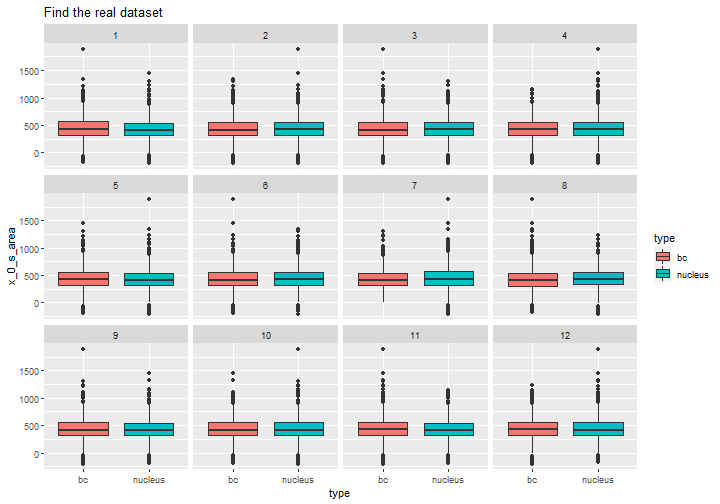 Find the real dataset
1 2 3 4
1500
1000
500
0
5 6 7 8
1500
1000
500
0
9 10 11 12
1500
1000
500
0
x_0_s_area
bc nucleus bc nucleus bc nucleus bc nucleus
type
type
bc
nucleus